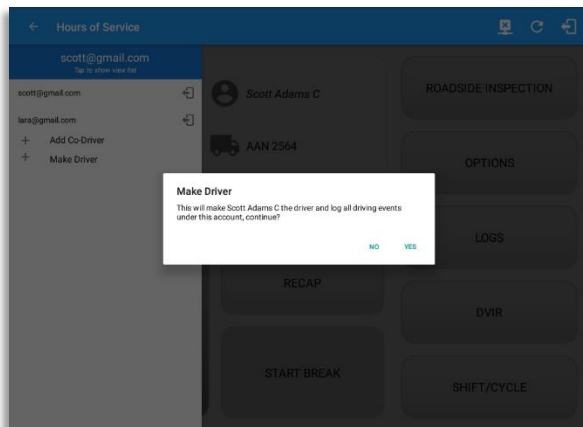 Hours of Service
scott@gmail.com
Tap to show view list
scott@gmail.com
lara@gmail.com
Add Co-Driver
Make Driver
Scott Adams C
AAN 2564
ROADSIDE INSPECTION
OPTIONS
LOGS
Make Driver
This will make Scott Adams C the driver and log all driving events
under this account, continue?
NO YES
RECAP
DVIR
START BREAK
SHIFT/CYCLE